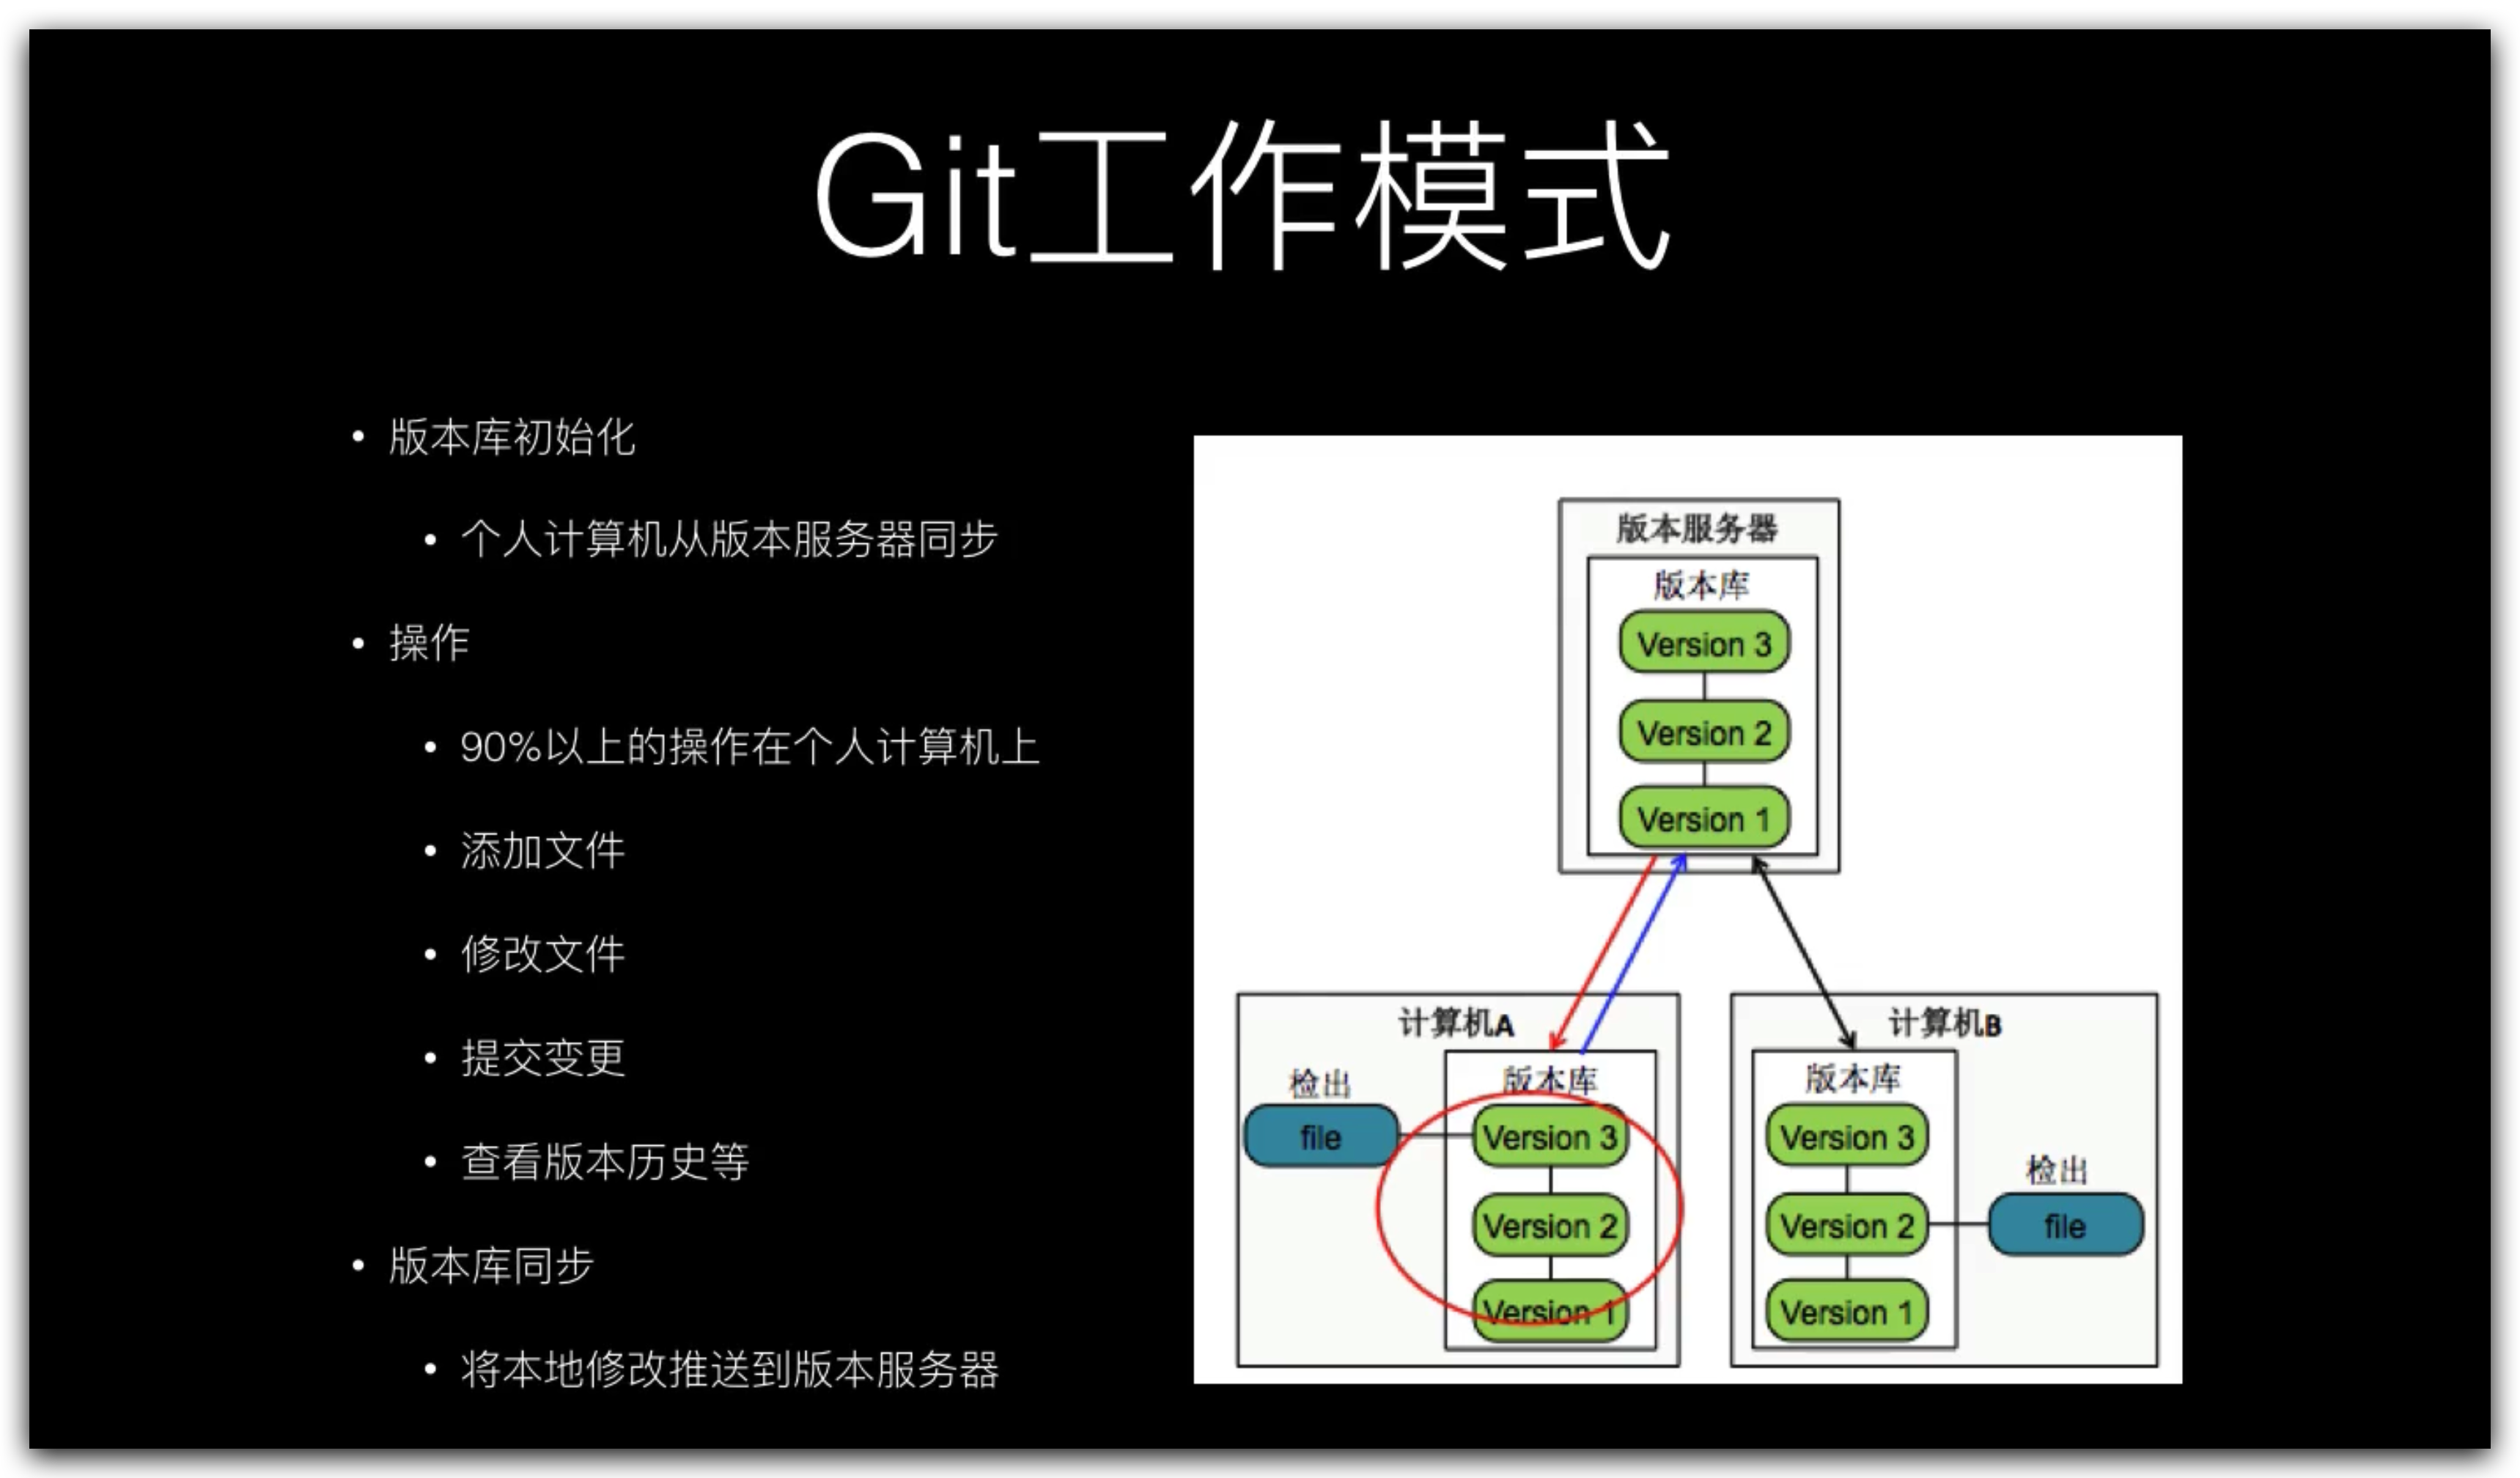 Git工作模式
版本库初始化
个人计算机从版本服务器同步
操作
90%以上的操作在个人计算机上
添加文件
修改文件
提交变更
查看版本历史等
版本库同步
将本地修改推送到版本服务器
版本服务器
版本库
Version 3
Version 2
Version 1
计算机A
检出
file
版本库
Version 3
Version 2
Version 1
计算机B
版本库
Version 3
Version 2
Version 1
检出
file